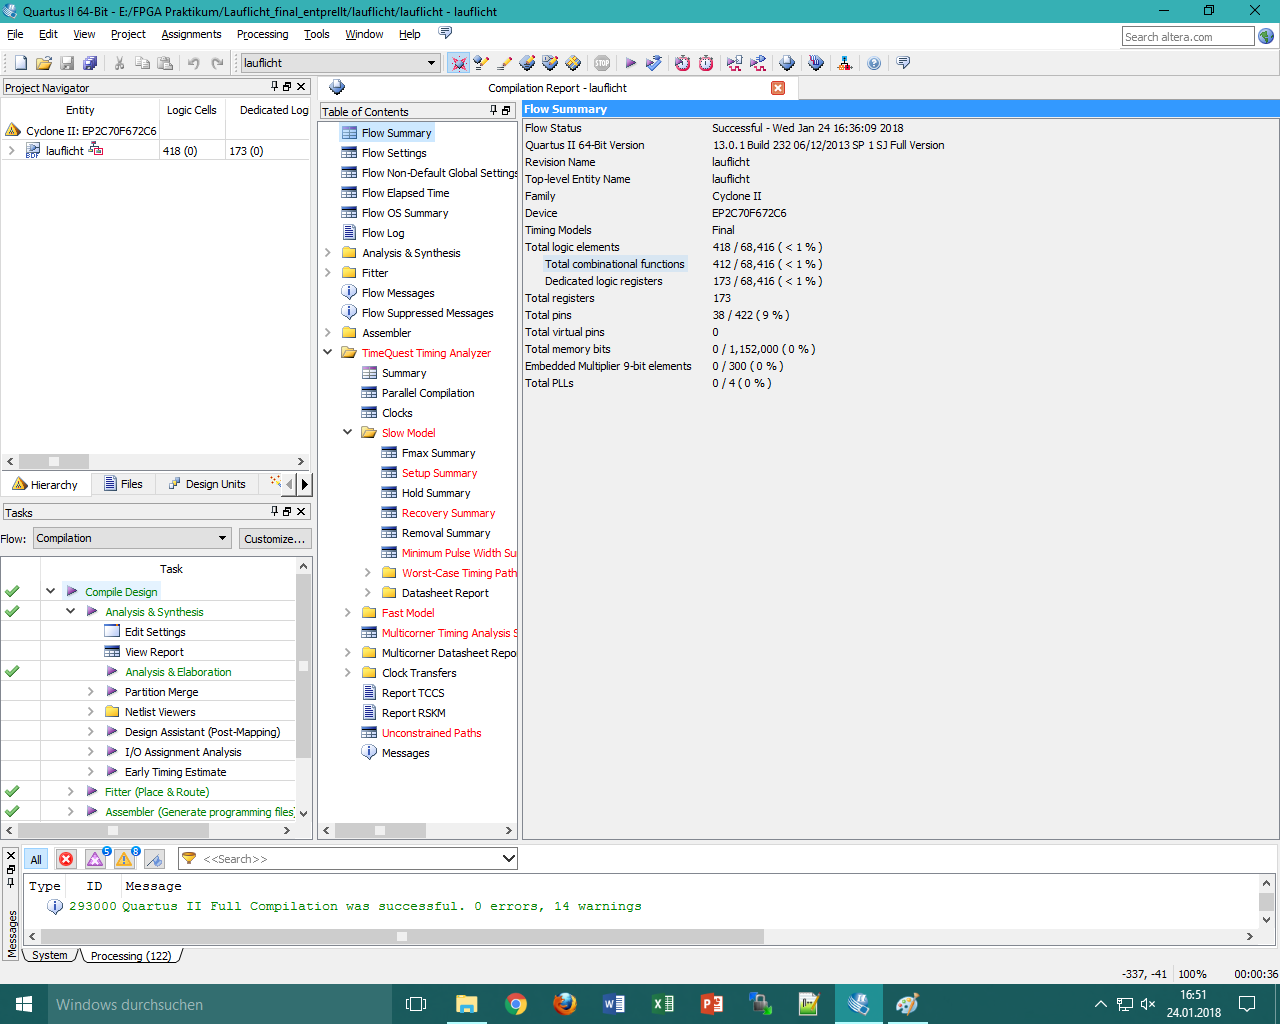 Quartus II 64-Bit - E:/FPGA Praktikum/Lauflicht_final_entprellt/lauflicht/lauflicht - lauflicht
File Edit View Project Assignments Processing Tools Window Help
Search altera.com
lauflicht
STOP
Project Navigator
Entity Logic Cells Dedicated Log
Cyclone II: EP2C70F672C6
BDF lauflicht 418 (0) 173 (0)
Hierarchy Files Design Units
Tasks
Flow: Compilation Customize...
Task
Compile Design
Analysis & Synthesis
Edit Settings
View Report
Analysis & Elaboration
Partition Merge
Netlist Viewers
Design Assistant (Post-Mapping)
I/O Assignment Analysis
Early Timing Estimate
Fitter (Place & Route)
Assembler (Generate programming files)
Compilation Report - lauflicht
Table of Contents
Flow Summary
Flow Settings
Flow Non-Default Global Settings
Flow Elapsed Time
Flow OS Summary
Flow Log
Analysis & Synthesis
Fitter
Flow Messages
Flow Suppressed Messages
Assembler
TimeQuest Timing Analyzer
Summary
Parallel Compilation
Clocks
Slow Model
Fmax Summary
Setup Summary
Hold Summary
Recovery Summary
Removal Summary
Minimum Pulse Width Su
Worst-Case Timing Path
Datasheet Report
Fast Model
Multicorner Timing Analysis S
Multicorner Datasheet Repo
Clock Transfers
Report TCCS
Report RSKM
Unconstrained Paths
Messages
Flow Summary
Flow Status Successful - Wed Jan 24 16:36:09 2018
Quartus II 64-Bit Version 13.0.1 Build 232 06/12/2013 SP 1 SJ Full Version
Revision Name lauflicht
Top-level Entity Name lauflicht
Family Cyclone II
Device EP2C70F672C6
Timing Models Final
Total logic elements 418 / 68,416 ( < 1 % )
Total combinational functions 412 / 68,416 ( < 1 % )
Dedicated logic registers 173 / 68,416 ( < 1 % )
Total registers 173
Total pins 38 / 422 ( 9 % )
Total virtual pins 0
Total memory bits 0 / 1,152,000 ( 0 % )
Embedded Multiplier 9-bit elements 0 / 300 ( 0 % )
Total PLLs 0 / 4 ( 0 % )
Messages
All 5 8 <<Search>>
Type ID Message
293000 Quartus II Full Compilation was successful. 0 errors, 14 warnings
System Processing (122)
-337, -41 100% 00:00:36
Windows durchsuchen
16:51
24.01.2018